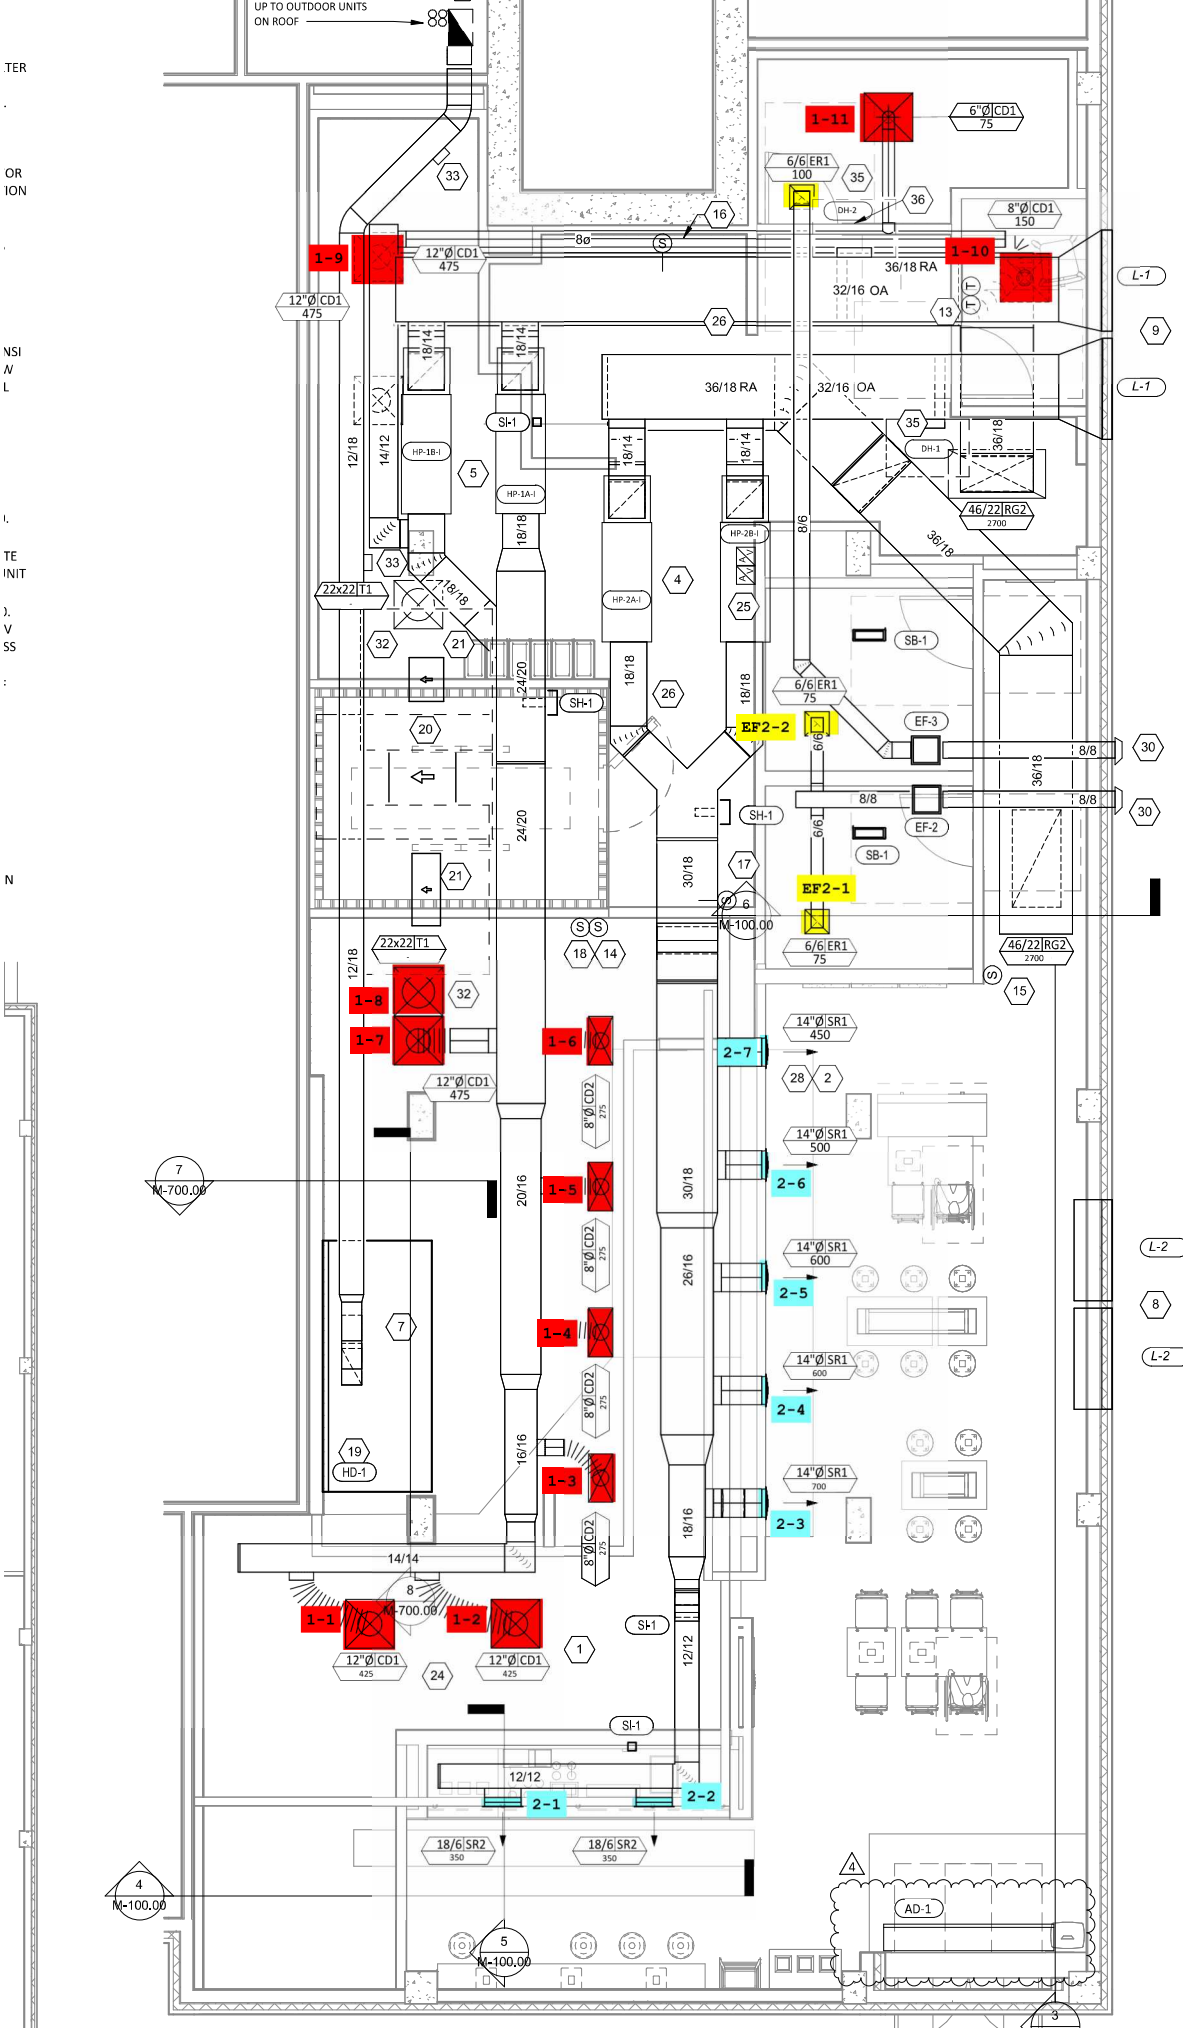 UP TO OUTDOOR UNITS
ON ROOF
TER
OR
ION
NSI
W
L
TE
UNIT
V
SS
N
33
1-11
6"Ø CD1
75
6/6 ER1
100
35
DH-2
36
16
8"Ø CD1
150
8ø
S
1-9
12"Ø CD1
475
1-10
36/18 RA
32/16 OA
L-1
T
T
13
12"Ø CD1
475
26
9
18/14
18/14
36/18 RA
32/16 OA
L-1
SI-1
35
DH-1
36/18
12/18
14/12
HP-1B-I
5
HP-1A-I
18/14
18/14
46/22 RG2
2700
18/18
8/6
HP-2B-I
36/18
33
A V
A V
22x22 T1
-
18/18
4
HP-2A-I
25
32
21
SB-1
24/20
18/18
26
18/18
6/6 ER1
75
SH-1
20
EF2-2
6/6
EF-3
8/8
30
36/18
24/20
8/8
8/8
30
SH-1
6/6
EF-2
SB-1
21
17
30/18
EF2-1
S
6
M-100.00
S S
18 14
22x22 T1
-
6/6 ER1
75
46/22 RG2
2700
12/18
S
15
1-8
32
14"Ø SR1
450
1-7
1-6
2-7
12"Ø CD1
475
28 2
8"Ø CD2
275
14"Ø SR1
500
7
M-700.00
20/16
1-5
30/18
2-6
8"Ø CD2
275
14"Ø SR1
600
L-2
26/16
2-5
8
7
1-4
14"Ø SR1
600
L-2
8"Ø CD2
275
2-4
19
HD-1
16/16
1-3
14"Ø SR1
700
18/16
2-3
8"Ø CD2
275
14/14
8
M-700.00
1-1
1-2
SI-1
1
12/12
12"Ø CD1
425
12"Ø CD1
425
24
SI-1
12/12
2-1
2-2
18/6 SR2
350
18/6 SR2
350
4
4
M-100.00
AD-1
5
M-100.00
3